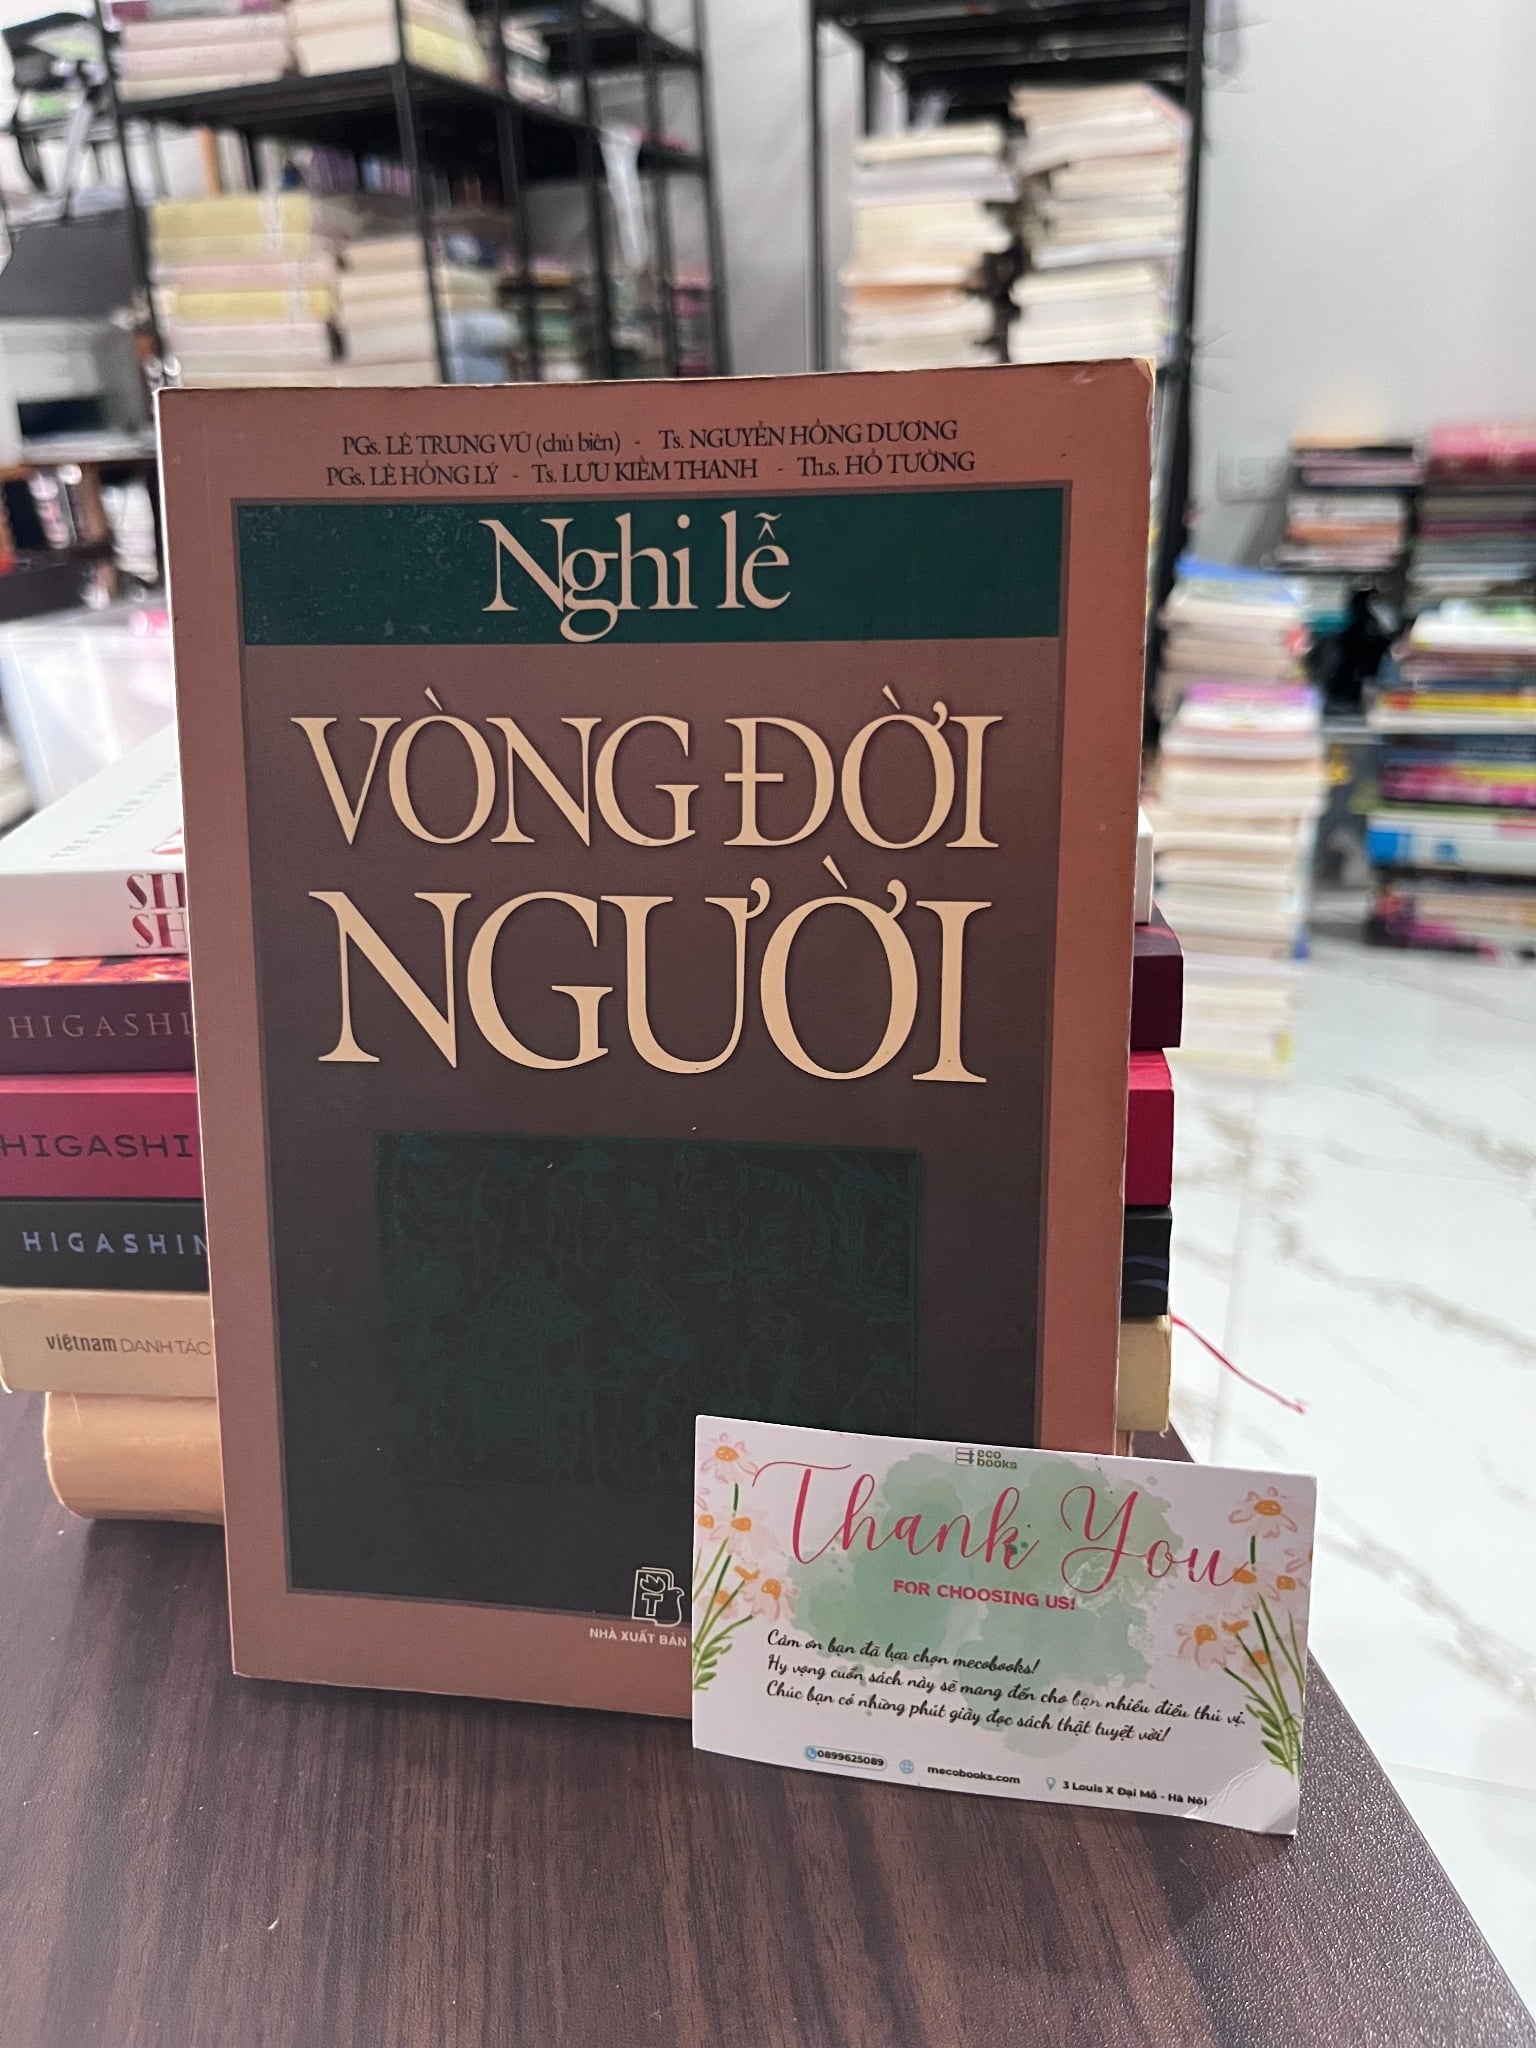 PGs. LÊ TRUNG VŨ (chủ biên) - Ts. NGUYỄN HỒNG DƯƠNG
PGs. LÊ HỒNG LÝ - Ts. LƯU KIẾM THANH - Th.s. HỒ TƯỜNG
Nghi lễ
VÒNG ĐỜI
NGƯỜI
HIGASHI
HIGASHI
HIGASHIN
việtnam DANH TÁC
T
NHÀ XUẤT BẢN
eco
books
Thank You
FOR CHOOSING US!
Cảm ơn bạn đã lựa chọn mecobooks!
Hy vọng cuốn sách này sẽ mang đến cho bạn nhiều điều thú vị.
Chúc bạn có những phút giây đọc sách thật tuyệt vời!
0899625089 mecobooks.com 3 Louis X Đại Mỗ - Hà Nội